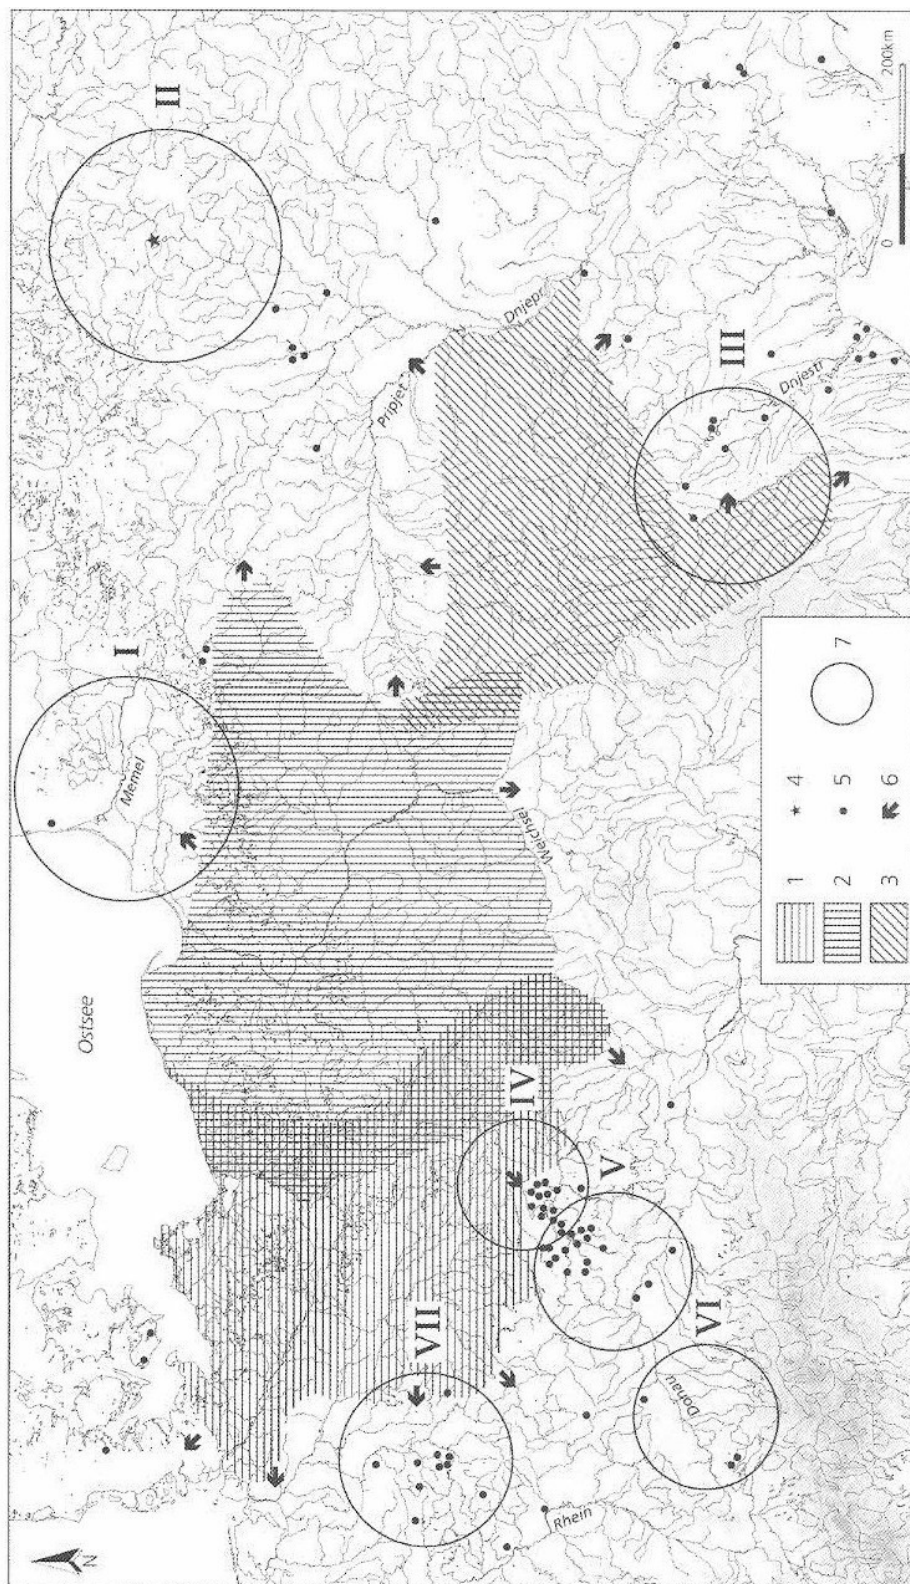 N
Ostsee
I
Memel
II
VII
Rhein
Donau
VI
V
IV
Weichsel
Pripjet
Dnjepr
III
Dnjestr
1
2
3
4
5
6
7
0
200km